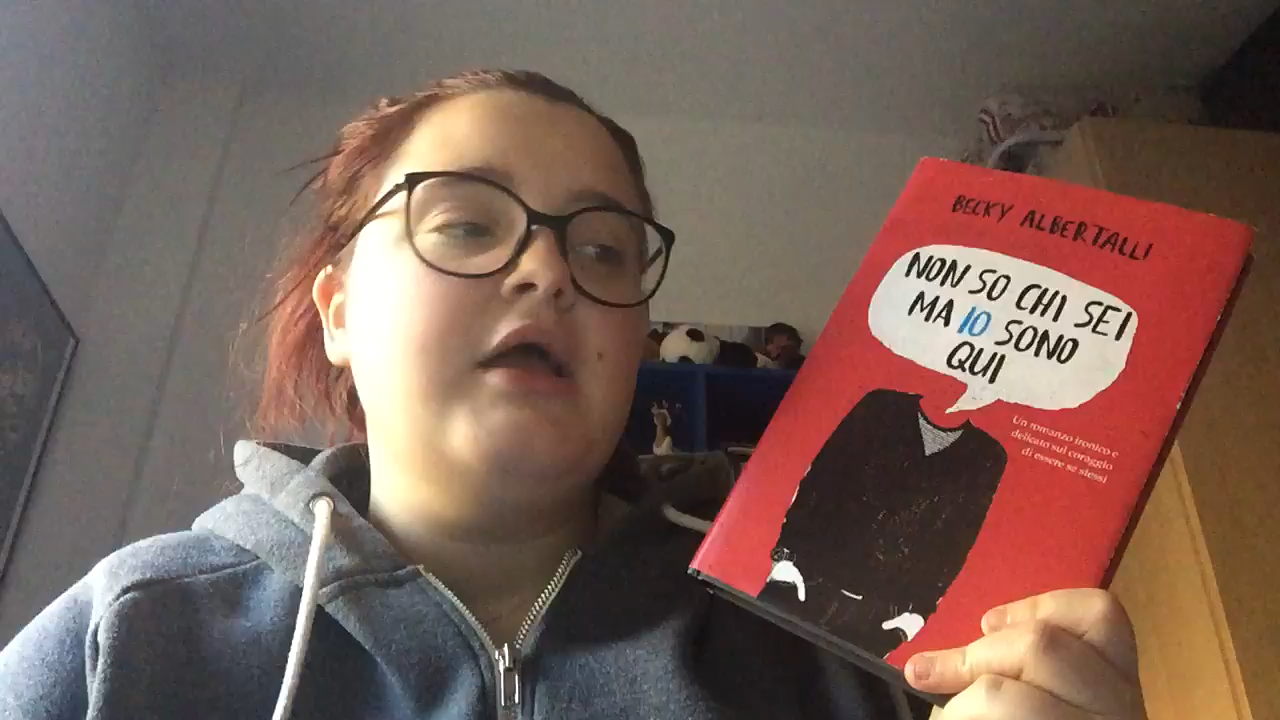 BECKY ALBERTALLI
NON SO CHI SEI
MA IO SONO
QUI
Un romanzo ironico e
delicato sul coraggio
di essere se stessi